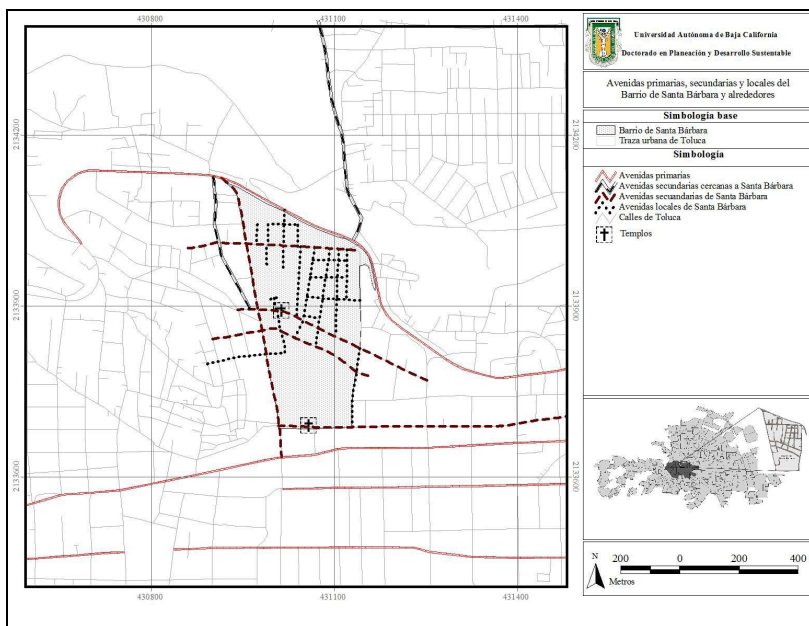 430800 431100 431400
2134200 2134200
2133900 2133900
2133600 2133600
430800 431100 431400
Universidad Autónoma de Baja California
Doctorado en Planeación y Desarrollo Sustentable
Avenidas primarias, secundarias y locales del
Barrio de Santa Bárbara y alrededores
Simbología base
Barrio de Santa Bárbara
Traza urbana de Toluca
Simbología
Avenidas primarias
Avenidas secundarias cercanas a Santa Bárbara
Avenidas secuandarias de Santa Bárbara
Avenidas locales de Santa Bárbara
Calles de Toluca
Templos
N
200 0 200 400
Metros